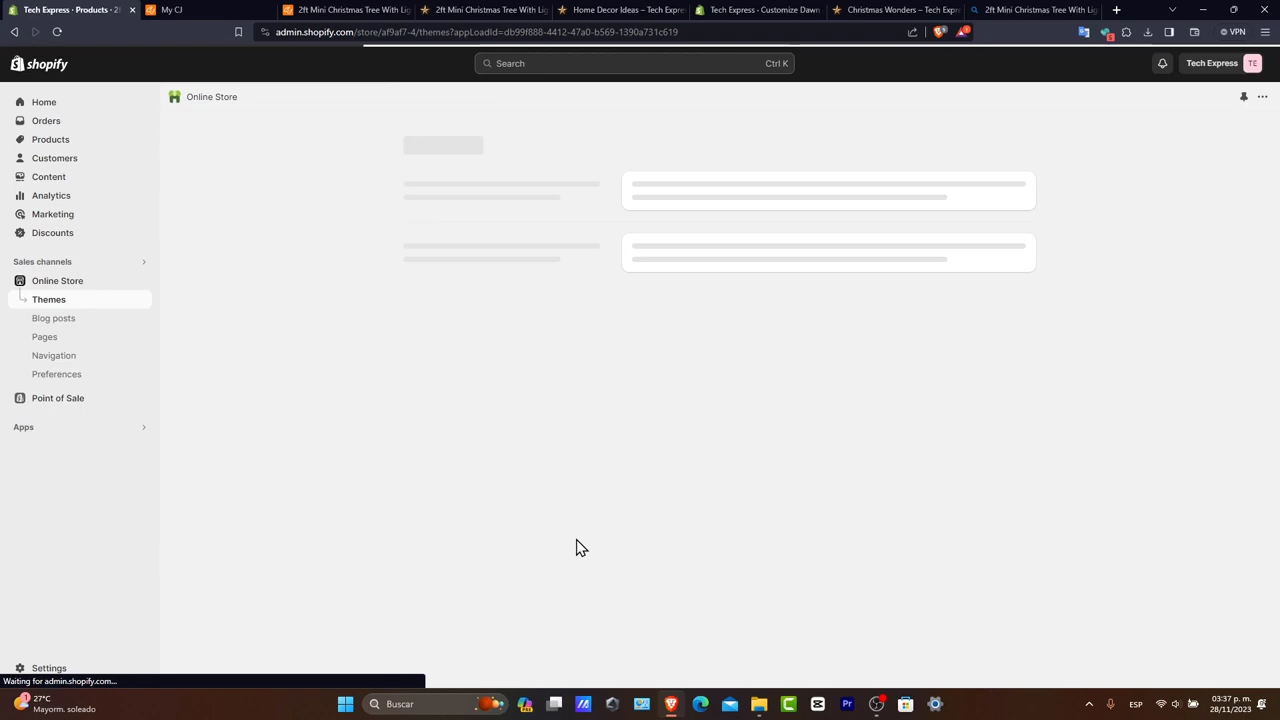 Tech Express · Products · 2f
My CJ
2ft Mini Christmas Tree With Lig
2ft Mini Christmas Tree With Lig
Home Decor Ideas – Tech Expre
Tech Express · Customize Dawn
Christmas Wonders – Tech Expr
2ft Mini Christmas Tree With Lig
admin.shopify.com/store/af9af7-4/themes?appLoadId=db99f888-4412-47a0-b569-1390a731c619
VPN
shopify
Search
Ctrl K
Tech Express
TE
Home
Orders
Products
Customers
Content
Analytics
Marketing
Discounts
Sales channels
Online Store
Themes
Blog posts
Pages
Navigation
Preferences
Point of Sale
Apps
Settings
Online Store
Waiting for admin.shopify.com...
27°C
Mayorm. soleado
Buscar
ESP
03:37 p. m.
28/11/2023